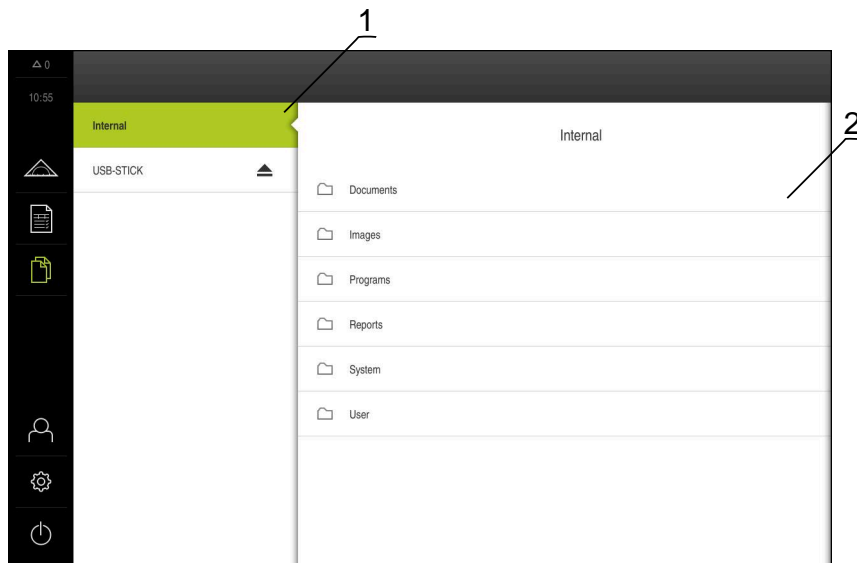 1
0
10:55
Internal
Internal
2
USB-STICK
Documents
Images
Programs
Reports
System
User